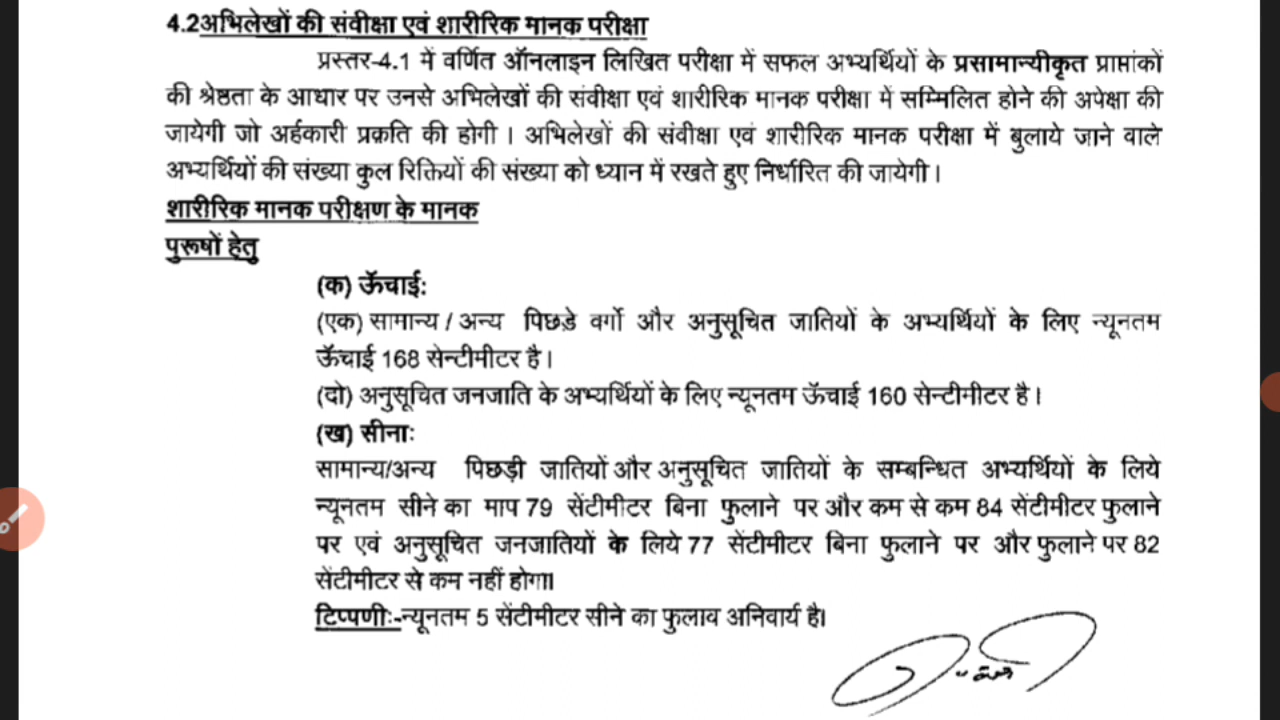 4.2अभिलेखों की संवीक्षा एवं शारीरिक मानक परीक्षा
प्रस्तर-4.1 में वर्णित ऑनलाइन लिखित परीक्षा में सफल अभ्यर्थियों के प्रसामान्यीकृत प्राप्तांकों
की श्रेष्ठता के आधार पर उनसे अभिलेखों की संवीक्षा एवं शारीरिक मानक परीक्षा में सम्मिलित होने की अपेक्षा की
जायेगी जो अर्हकारी प्रक्रति की होगी। अभिलेखों की संवीक्षा एवं शारीरिक मानक परीक्षा में बुलाये जाने वाले
अभ्यर्थियों की संख्या कुल रिक्तियों की संख्या को ध्यान में रखते हुए निर्धारित की जायेगी।
शारीरिक मानक परीक्षण के मानक
पुरूषों हेतु
(क) ऊँचाई:
(एक) सामान्य / अन्य पिछड़े वर्गो और अनुसूचित जातियों के अभ्यर्थियों के लिए न्यूनतम
ऊँचाई 168 सेन्टीमीटर है।
(दो) अनुसूचित जनजाति के अभ्यर्थियों के लिए न्यूनतम ऊँचाई 160 सेन्टीमीटर है।
(ख) सीनाः
सामान्य/अन्य पिछड़ी जातियों और अनुसूचित जातियों के सम्बन्धित अभ्यर्थियों के लिये
न्यूनतम सीने का माप 79 सेंटीमीटर बिना फुलाने पर और कम से कम 84 सेंटीमीटर फुलाने
पर एवं अनुसूचित जनजातियों के लिये 77 सेंटीमीटर बिना फुलाने पर और फुलाने पर 82
सेंटीमीटर से कम नहीं होगा।
टिप्पणीः-न्यूनतम 5 सेंटीमीटर सीने का फुलाव अनिवार्य है।